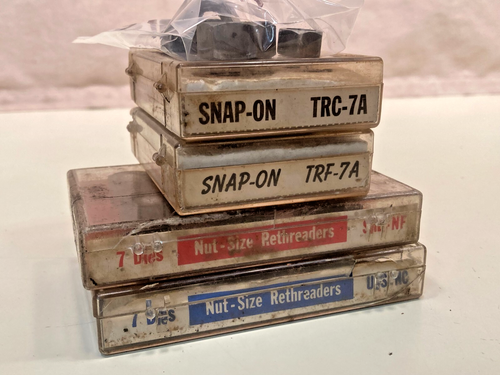 SNAP-ON TRC-7A
SNAP-ON TRF-7A
7 Dies Nut-Size Rethreaders NF
7 Dies Nut-Size Rethreaders